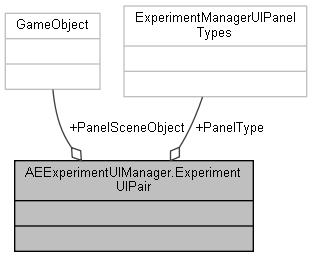 GameObject
ExperimentManagerUIPanel
Types
+PanelSceneObject
+PanelType
AEExperimentUIManager.Experiment
UIPair